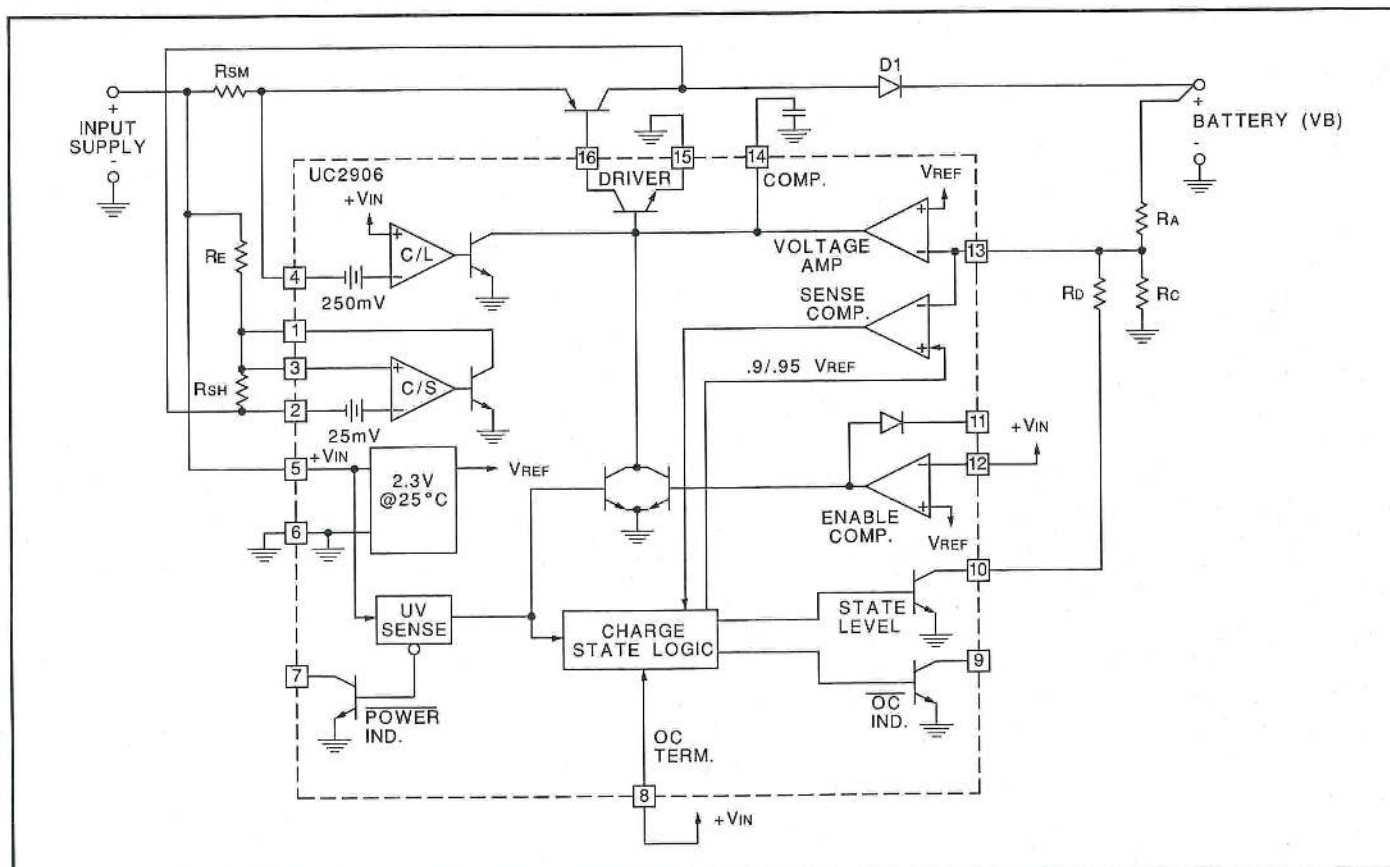 RSM
D1
+
INPUT
SUPPLY
-
+
BATTERY (VB)
-
16
15
14
UC2906
DRIVER
COMP.
VREF
+VIN
+
C/L
-
+
-
VOLTAGE
AMP
13
RA
RE
4
250mV
SENSE
COMP.
-
+
RD
RC
1
3
+
C/S
-
.9/.95 VREF
RSH
2
25mV
11
+VIN
5
+VIN
2.3V
@25°C
VREF
12
-
+
6
ENABLE
COMP.
VREF
10
UV
SENSE
CHARGE
STATE LOGIC
STATE
LEVEL
9
7
POWER
IND.
OC
IND.
OC
TERM.
8
+VIN